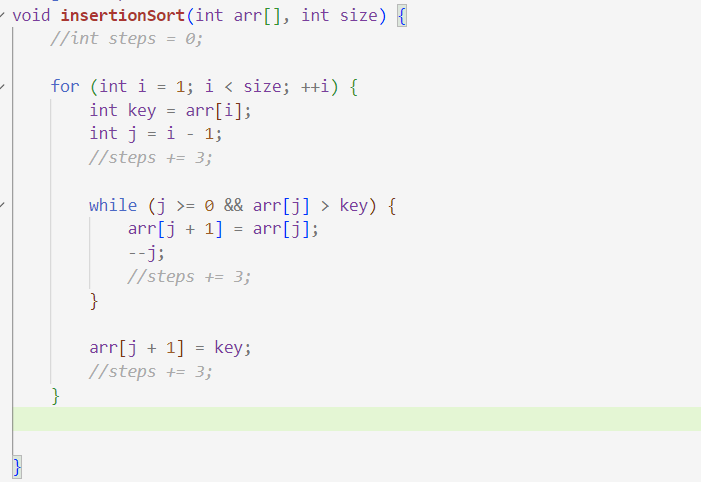 void insertionSort(int arr[], int size) {
//int steps = 0;
for (int i = 1; i < size; ++i) {
int key = arr[i];
int j = i - 1;
//steps += 3;
while (j >= 0 && arr[j] > key) {
arr[j + 1] = arr[j];
--j;
//steps += 3;
}
arr[j + 1] = key;
//steps += 3;
}
}